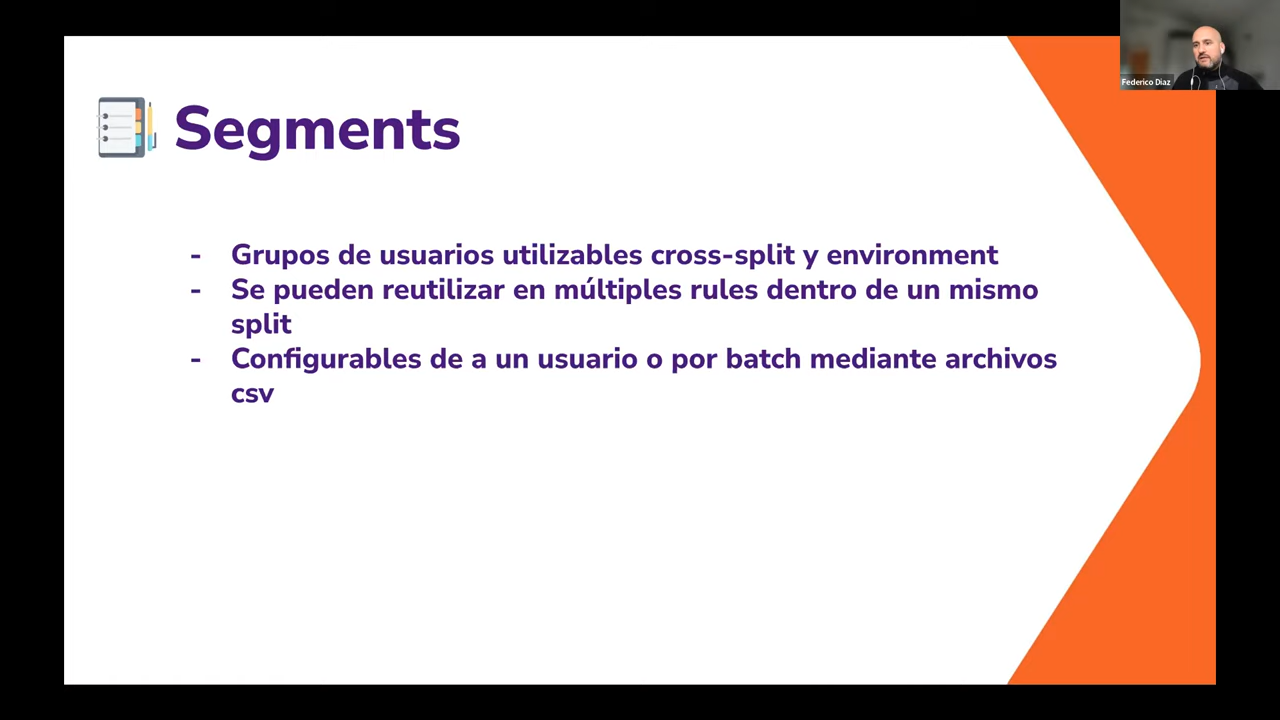 Segments
- Grupos de usuarios utilizables cross-split y environment
- Se pueden reutilizar en múltiples rules dentro de un mismo
split
- Configurables de a un usuario o por batch mediante archivos
csv
Federico Diaz